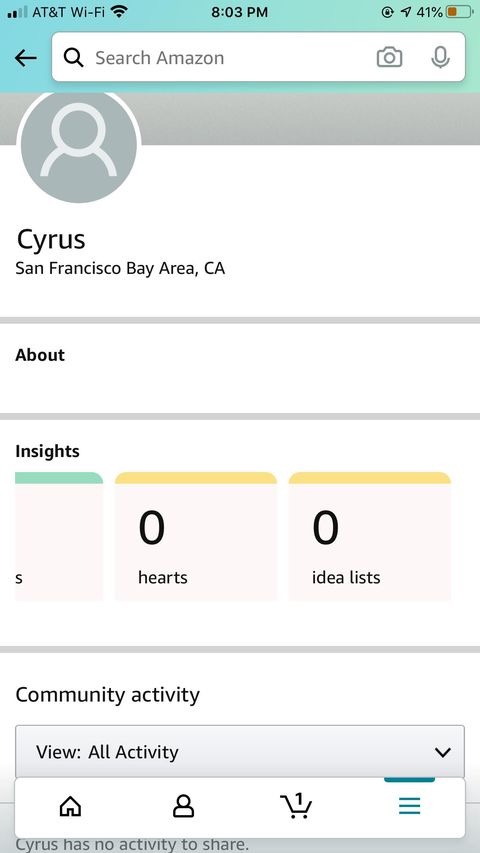 AT&T Wi-Fi 8:03 PM 41%
Search Amazon
Cyrus
San Francisco Bay Area, CA
About
Insights
0 0
s hearts idea lists
Community activity
View: All Activity
1
Cyrus has no activity to share.